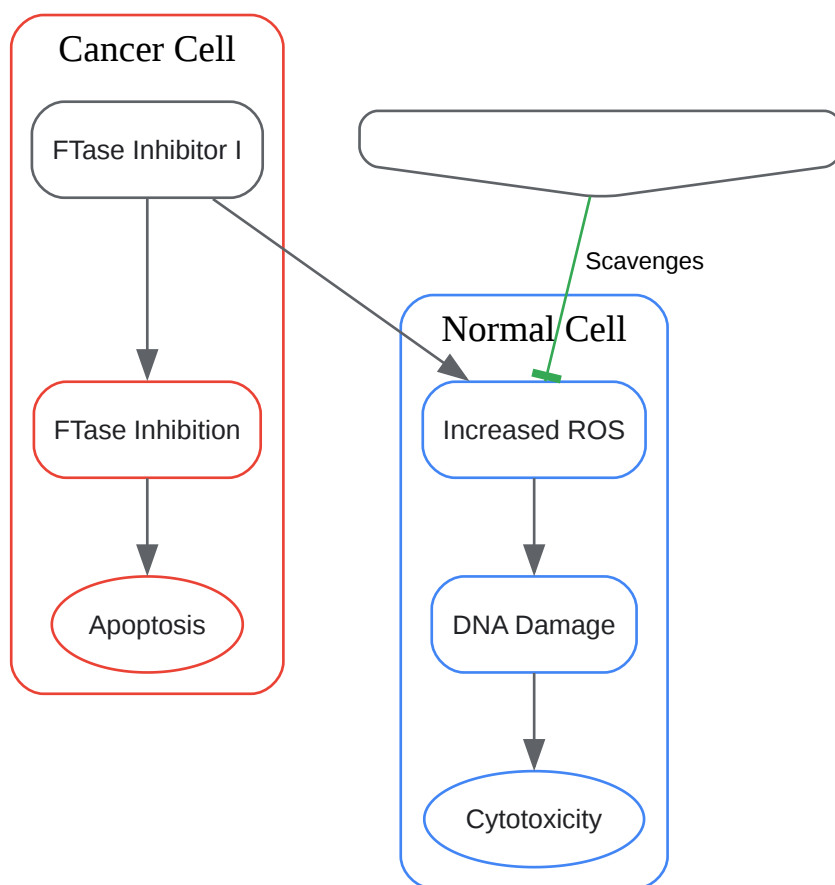 Cancer Cell
FTase Inhibitor I
Scavenges
Normal Cell
FTase Inhibition
Increased ROS
Apoptosis
DNA Damage
Cytotoxicity